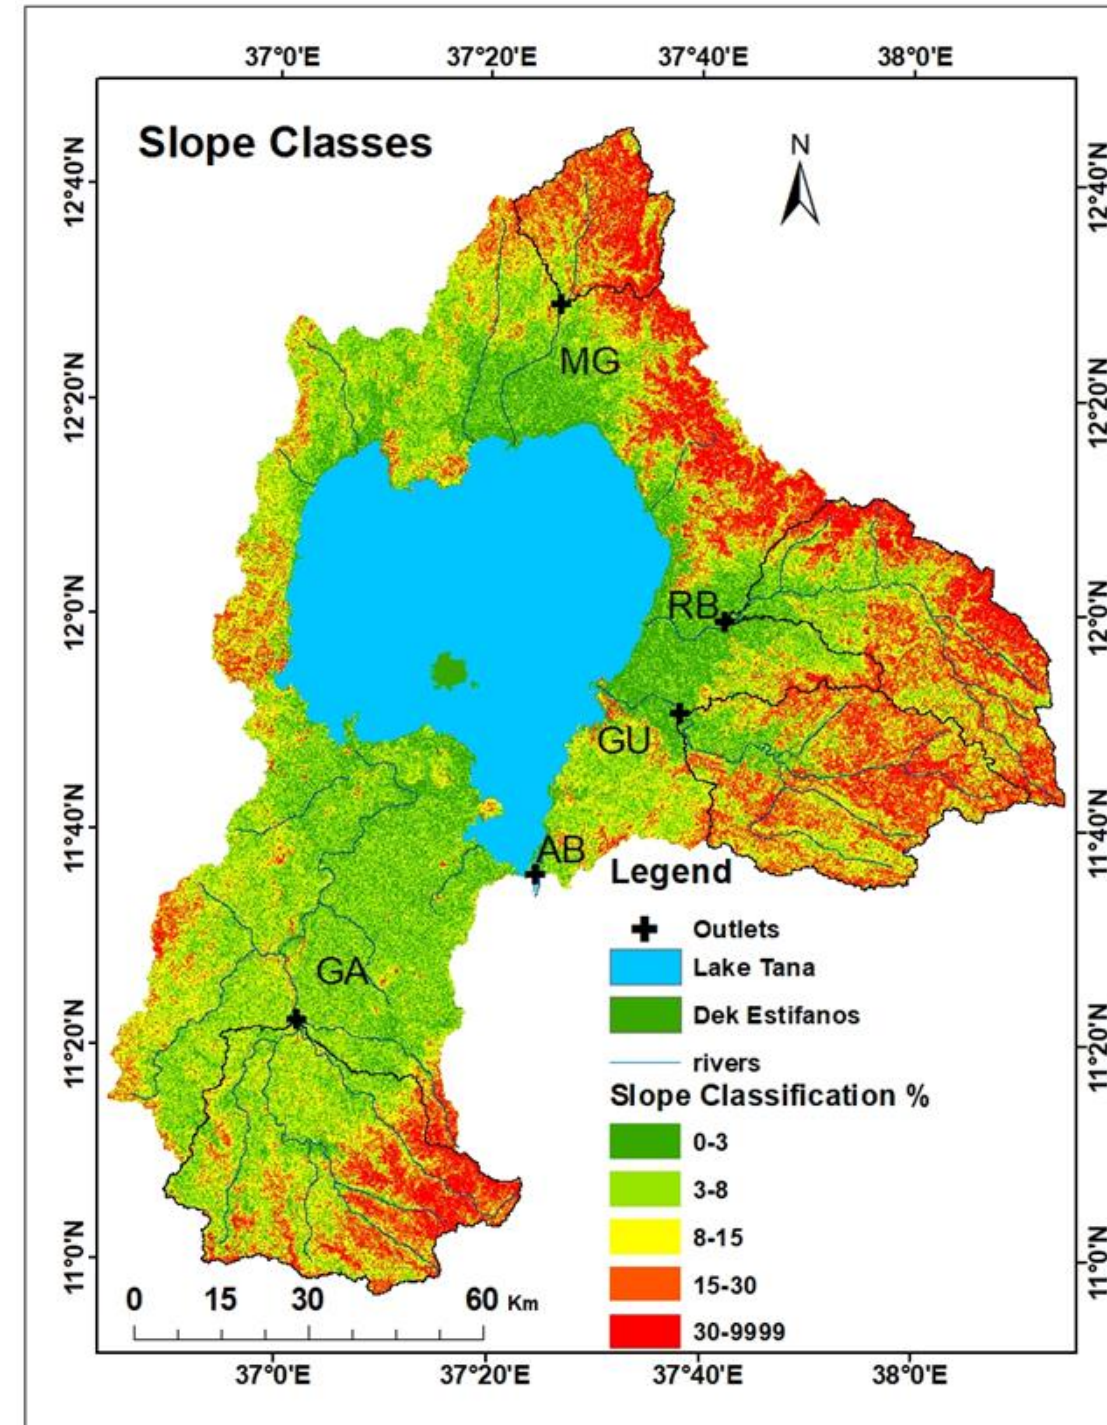 37°0'E 37°20'E 37°40'E 38°0'E
Slope Classes
N
12°40'N 12°40'N
MG
12°20'N 12°20'N
RB
12°0'N 12°0'N
GU
11°40'N 11°40'N
AB
Legend
Outlets
Lake Tana
GA
Dek Estifanos
11°20'N 11°20'N
rivers
Slope Classification %
0-3
3-8
8-15
11°0'N 11°0'N
15-30
0 15 30 60 Km
30-9999
37°0'E 37°20'E 37°40'E 38°0'E